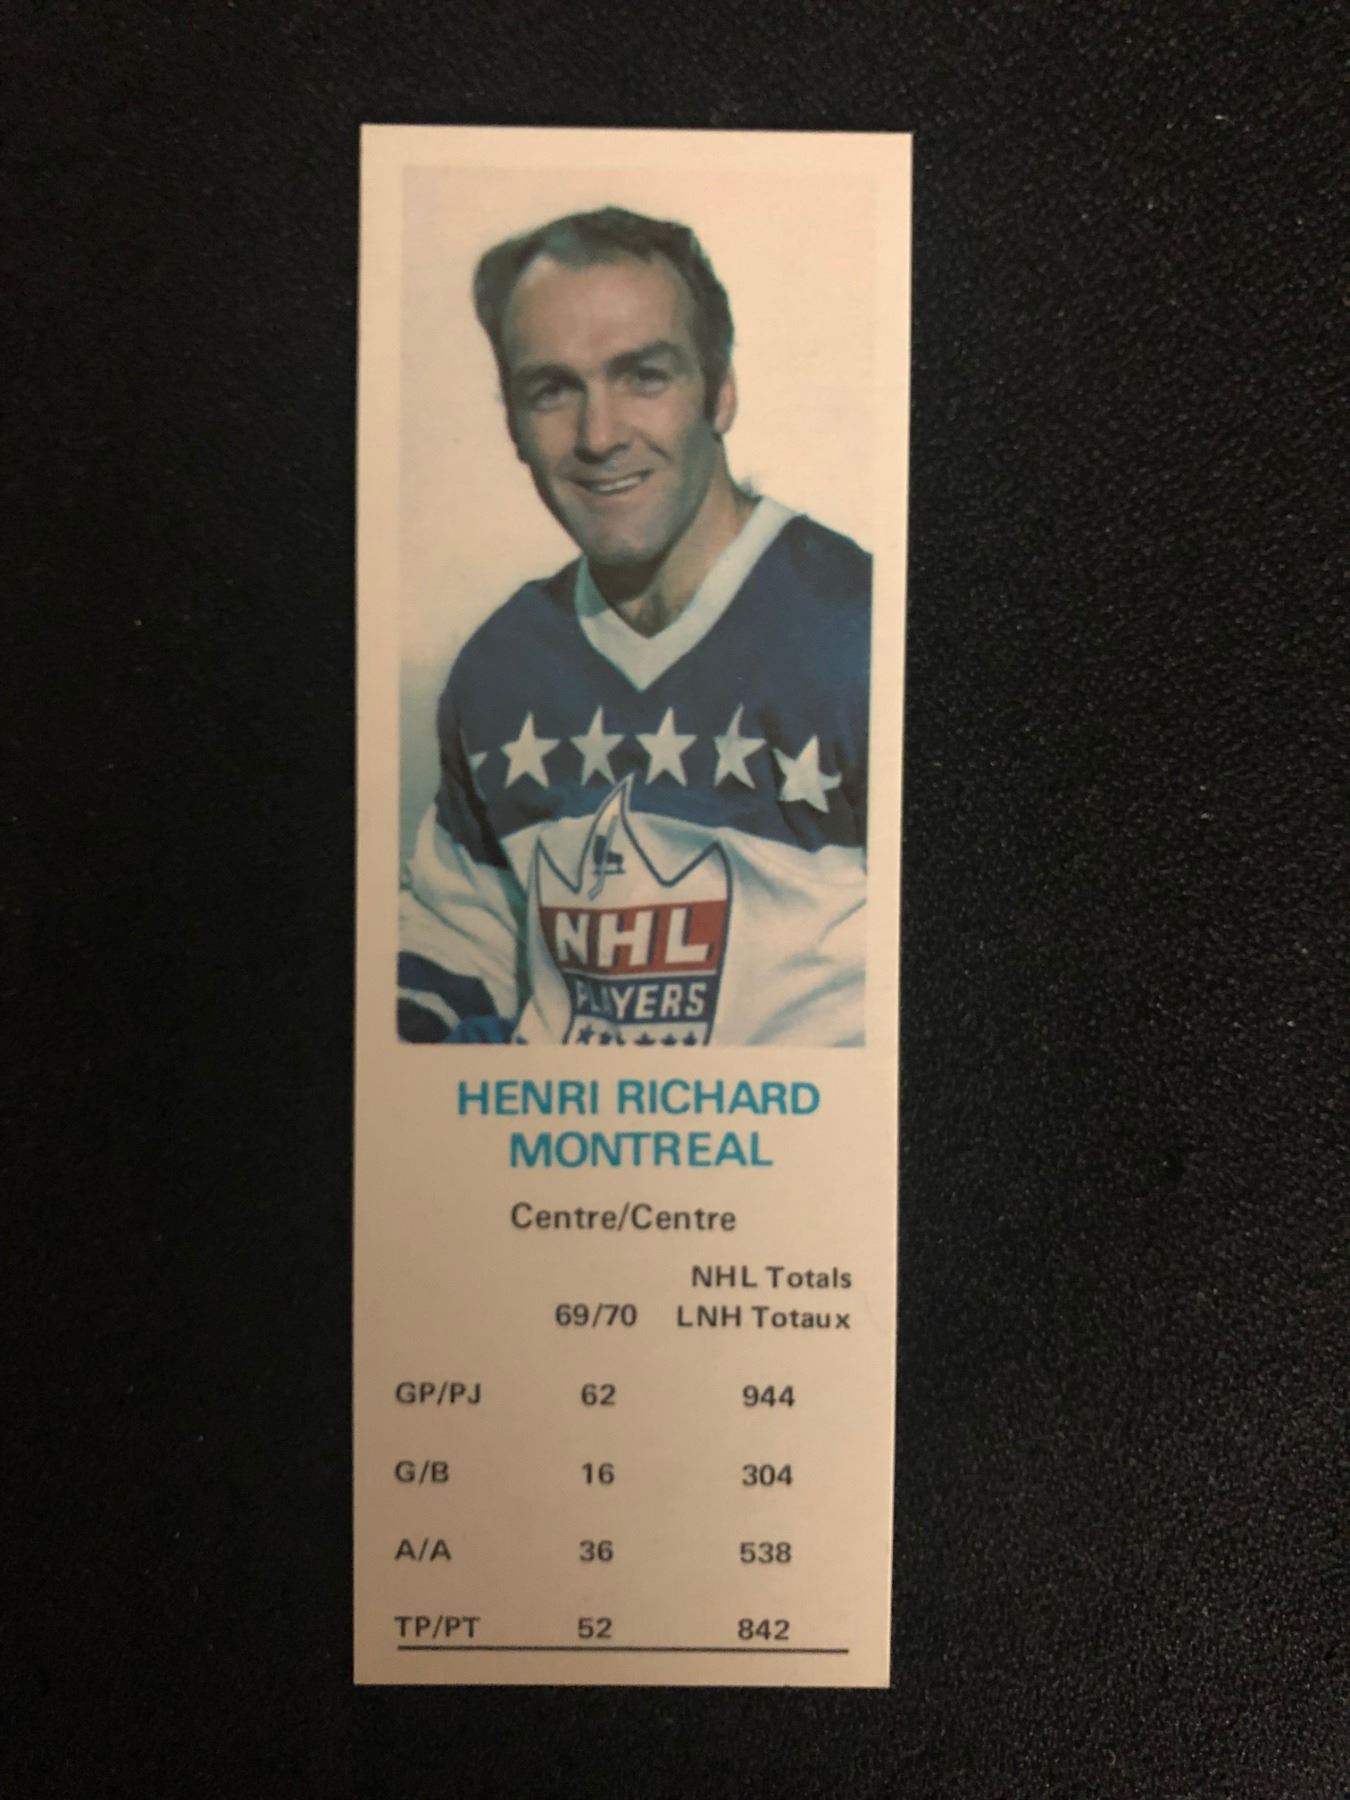 NHL
PLAYERS
HENRI RICHARD
MONTREAL
Centre/Centre
NHL Totals
69/70 LNH Totaux
GP/PJ 62 944
G/B 16 304
A/A 36 538
TP/PT 52 842